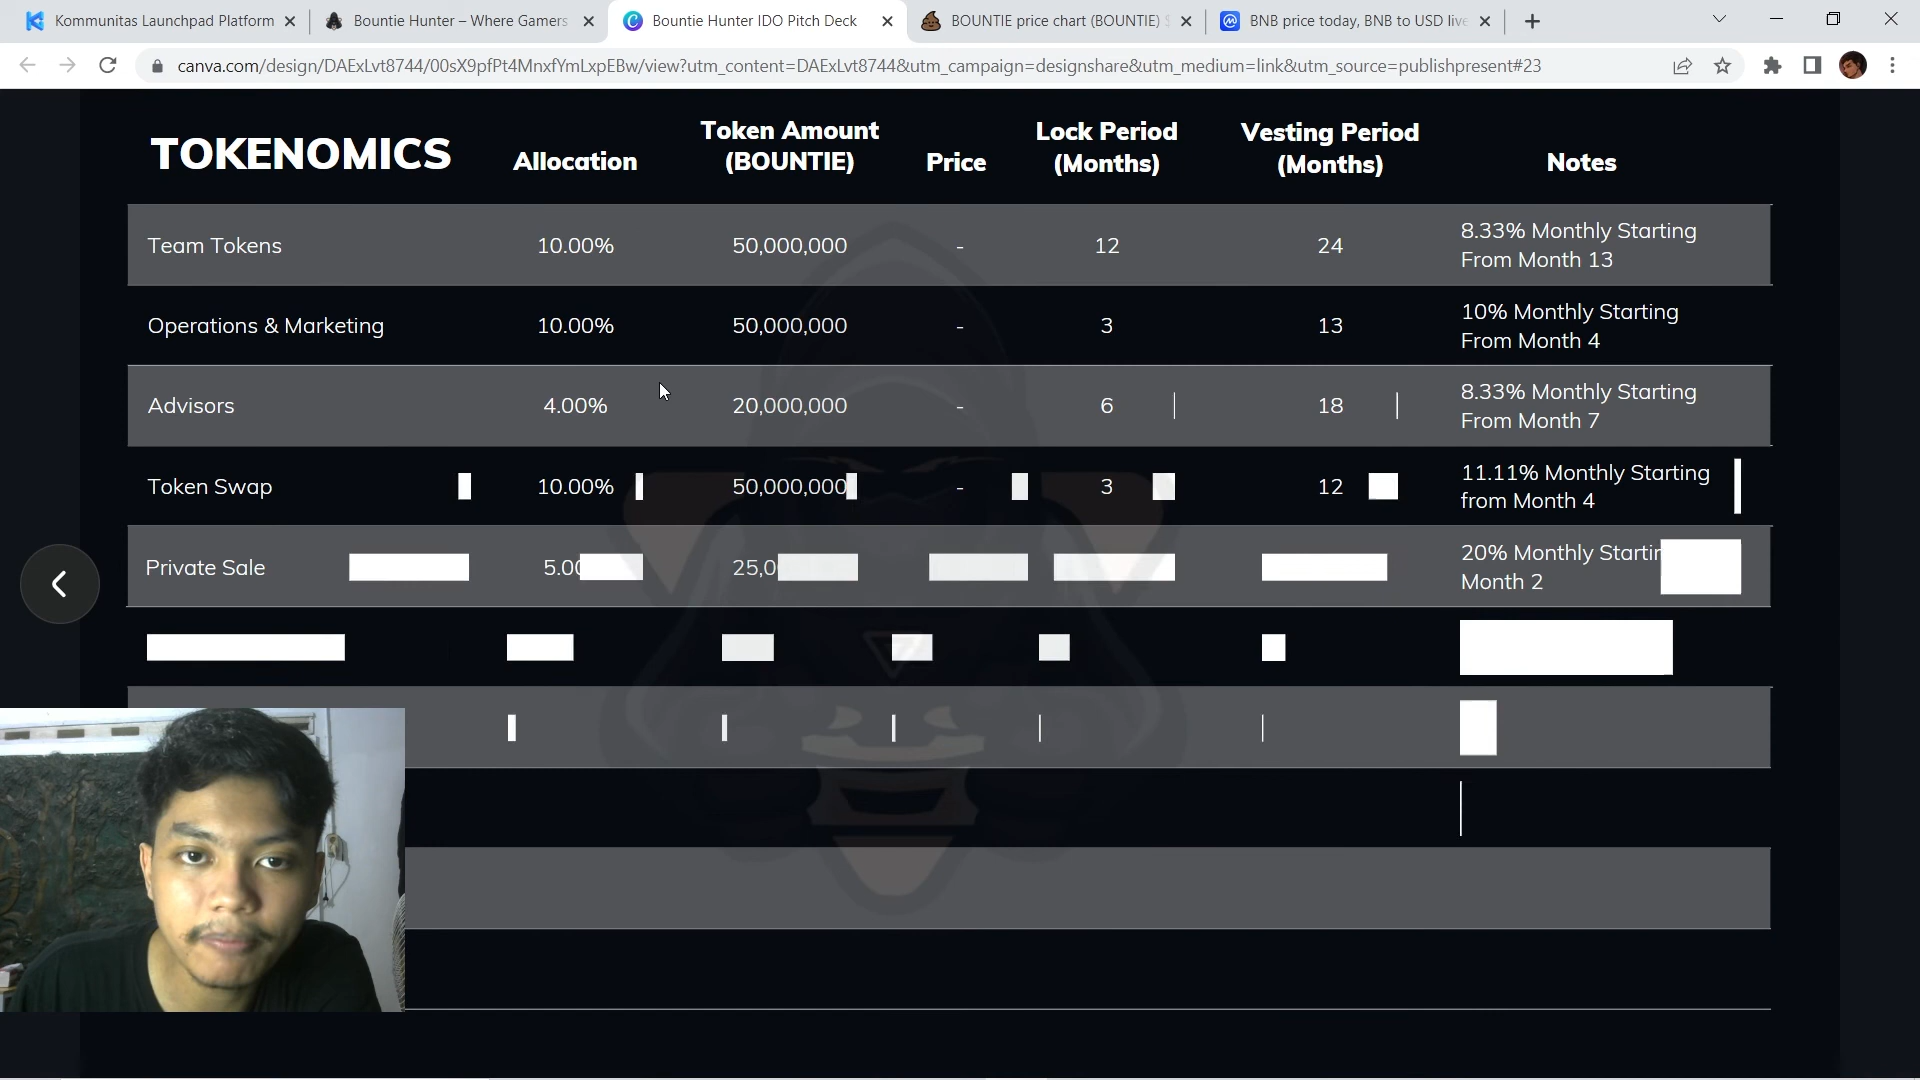 Kommunitas Launchpad Platform
Bountie Hunter – Where Gamers
Bountie Hunter IDO Pitch Deck
BOUNTIE price chart (BOUNTIE)
BNB price today, BNB to USD live
canva.com/design/DAExLvt8744/00sX9pfPt4MnxfYmLxpEBw/view?utm_content=DAExLvt8744&utm_campaign=designshare&utm_medium=link&utm_source=publishpresent#23
TOKENOMICS Allocation Token Amount (BOUNTIE) Price Lock Period (Months) Vesting Period (Months) Notes
Team Tokens 10.00% 50,000,000 - 12 24 8.33% Monthly Starting
From Month 13
Operations & Marketing 10.00% 50,000,000 - 3 13 10% Monthly Starting
From Month 4
Advisors 4.00% 20,000,000 - 6 18 8.33% Monthly Starting
From Month 7
Token Swap 10.00% 50,000,000 - 3 12 11.11% Monthly Starting
from Month 4
Private Sale 5.00 25,0 20% Monthly Startin
Month 2